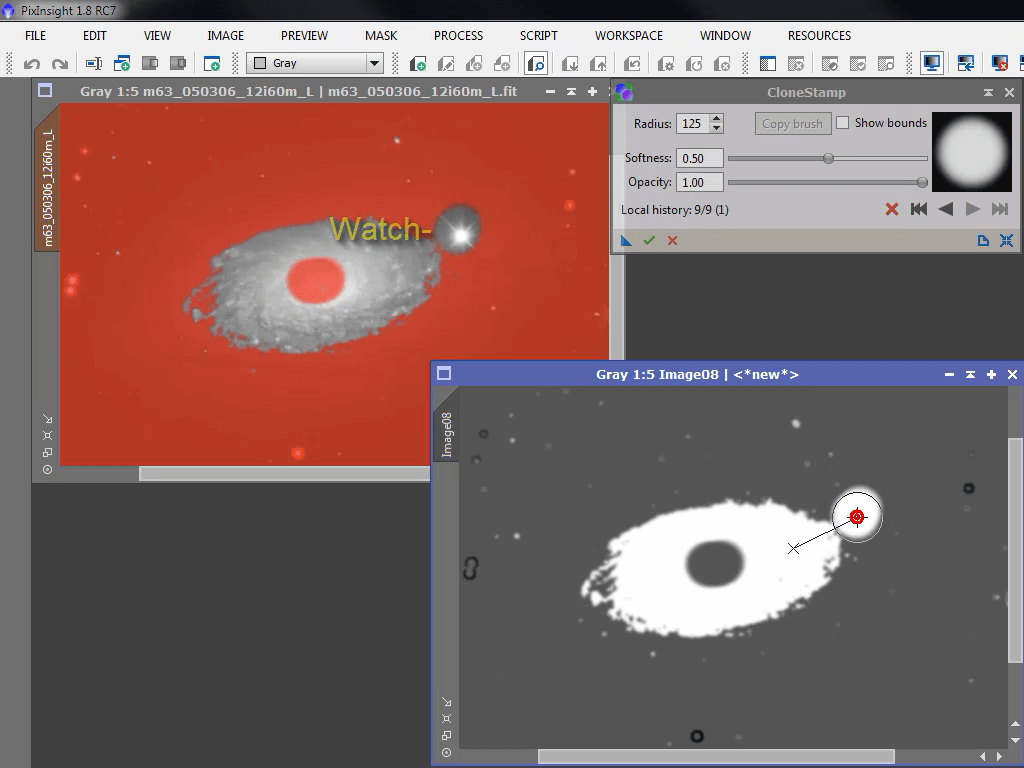 PixInsight 1.8 RC7
FILE EDIT VIEW IMAGE PREVIEW MASK PROCESS SCRIPT WORKSPACE WINDOW RESOURCES
Gray
Gray 1:5 m63_050306_12i60m_L | m63_050306_12i60m_L.fit
m63_050306_12i60m_L
Watch-
CloneStamp
Radius: 125 Copy brush Show bounds
Softness: 0.50
Opacity: 1.00
Local history: 9/9 (1)
Gray 1:5 Image08 | <*new*>
Image08